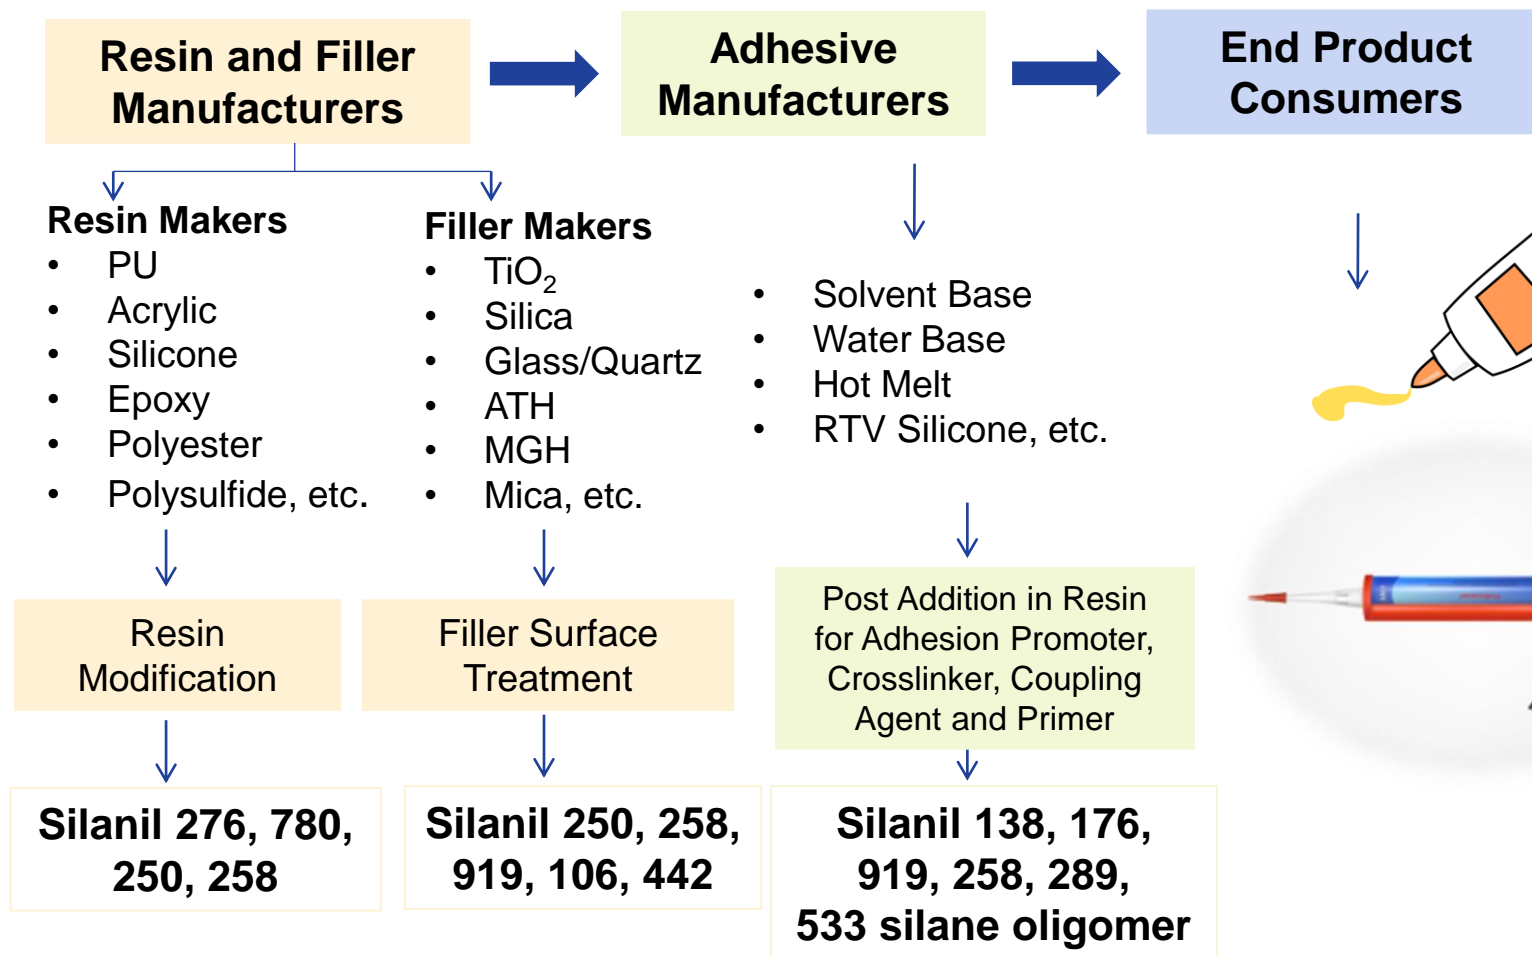 Resin and Filler
Manufacturers
Adhesive
Manufacturers
End Product
Consumers
Resin Makers
• PU
• Acrylic
• Silicone
• Epoxy
• Polyester
• Polysulfide, etc.
Filler Makers
• TiO₂
• Silica
• Glass/Quartz
• ATH
• MGH
• Mica, etc.
• Solvent Base
• Water Base
• Hot Melt
• RTV Silicone, etc.
Resin
Modification
Filler Surface
Treatment
Post Addition in Resin
for Adhesion Promoter,
Crosslinker, Coupling
Agent and Primer
Silanil 276, 780,
250, 258
Silanil 250, 258,
919, 106, 442
Silanil 138, 176,
919, 258, 289,
533 silane oligomer